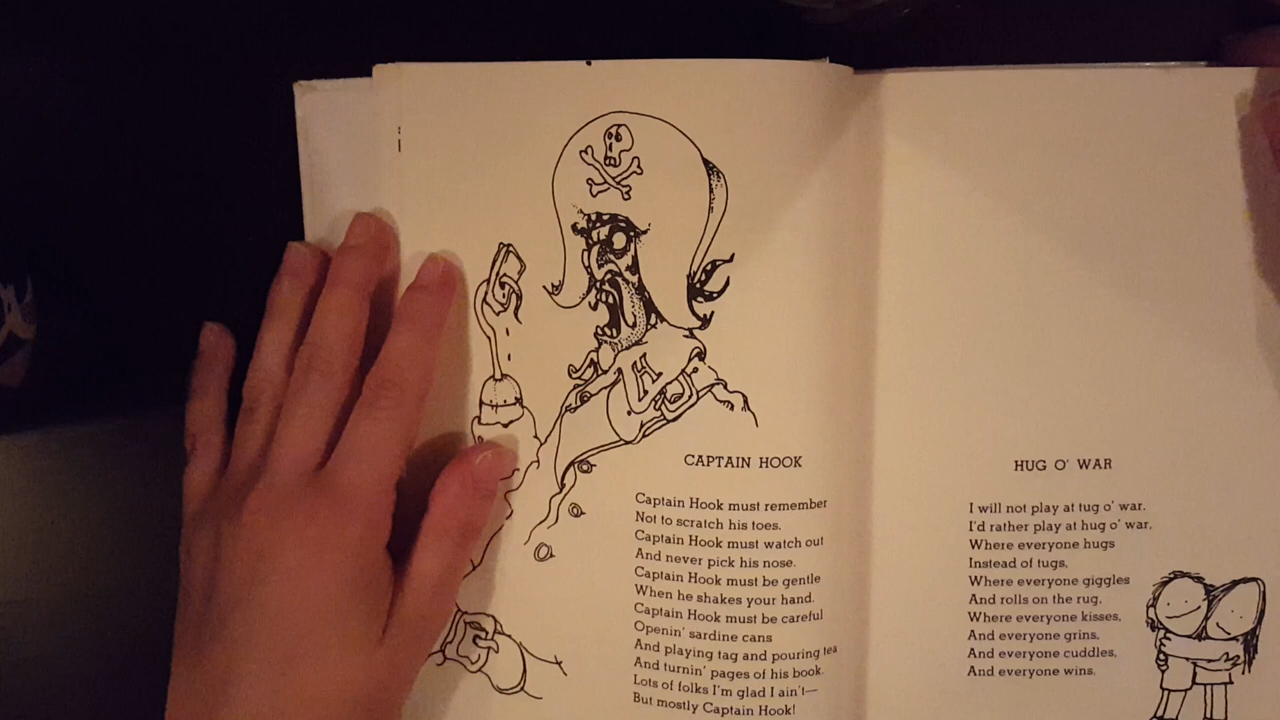 H
CAPTAIN HOOK
Captain Hook must remember
Not to scratch his toes.
Captain Hook must watch out
And never pick his nose.
Captain Hook must be gentle
When he shakes your hand.
Captain Hook must be careful
Openin' sardine cans
And playing tag and pouring tea
And turnin' pages of his book.
Lots of folks I'm glad I ain't—
But mostly Captain Hook!
HUG O' WAR
I will not play at tug o' war.
I'd rather play at hug o' war,
Where everyone hugs
Instead of tugs,
Where everyone giggles
And rolls on the rug,
Where everyone kisses,
And everyone grins,
And everyone cuddles,
And everyone wins.